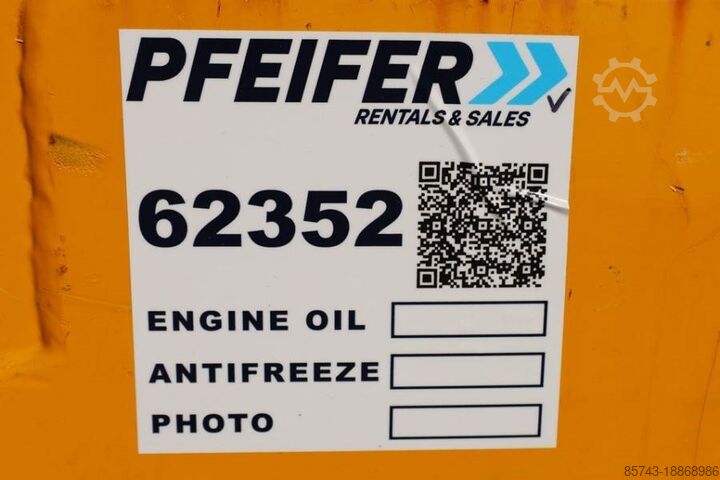 PFEIFER
RENTALS & SALES
62352
ENGINE OIL
ANTIFREEZE
PHOTO
85743-18868986